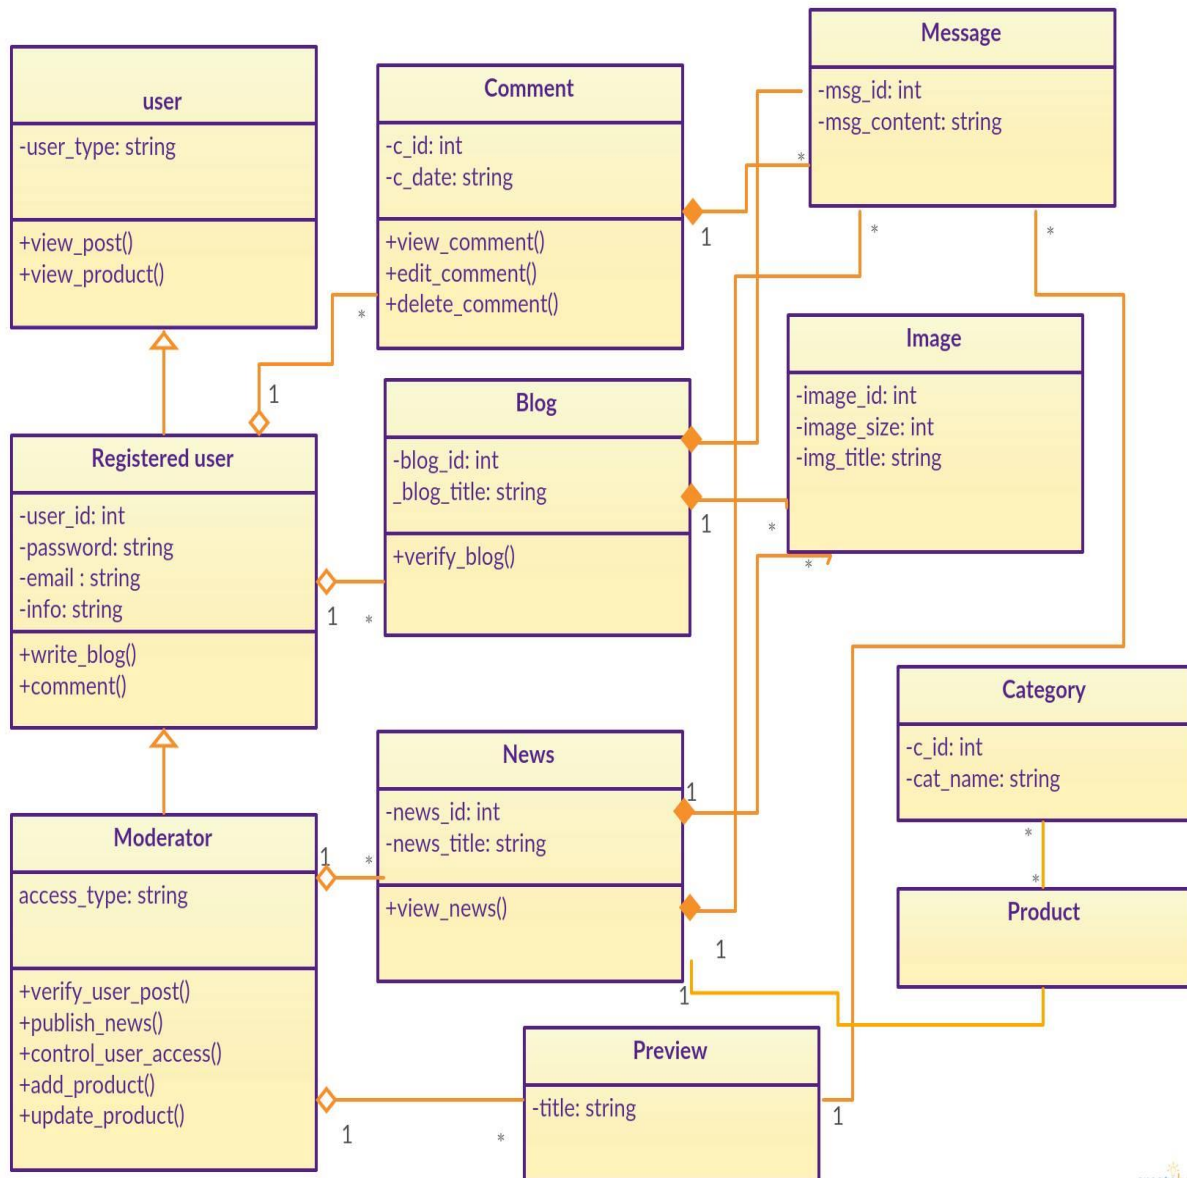 user
-user_type: string
+view_post()
+view_product()
Comment
-c_id: int
-c_date: string
+view_comment()
+edit_comment()
+delete_comment()
Message
-msg_id: int
-msg_content: string
*
1
*
*
*
1
Registered user
-user_id: int
-password: string
-email : string
-info: string
+write_blog()
+comment()
Blog
-blog_id: int
_blog_title: string
+verify_blog()
Image
-image_id: int
-image_size: int
-img_title: string
1
*
*
1
*
News
-news_id: int
-news_title: string
+view_news()
Category
-c_id: int
-cat_name: string
1
Moderator
access_type: string
+verify_user_post()
+publish_news()
+control_user_access()
+add_product()
+update_product()
1
*
*
*
Product
1
1
Preview
-title: string
1
1
*